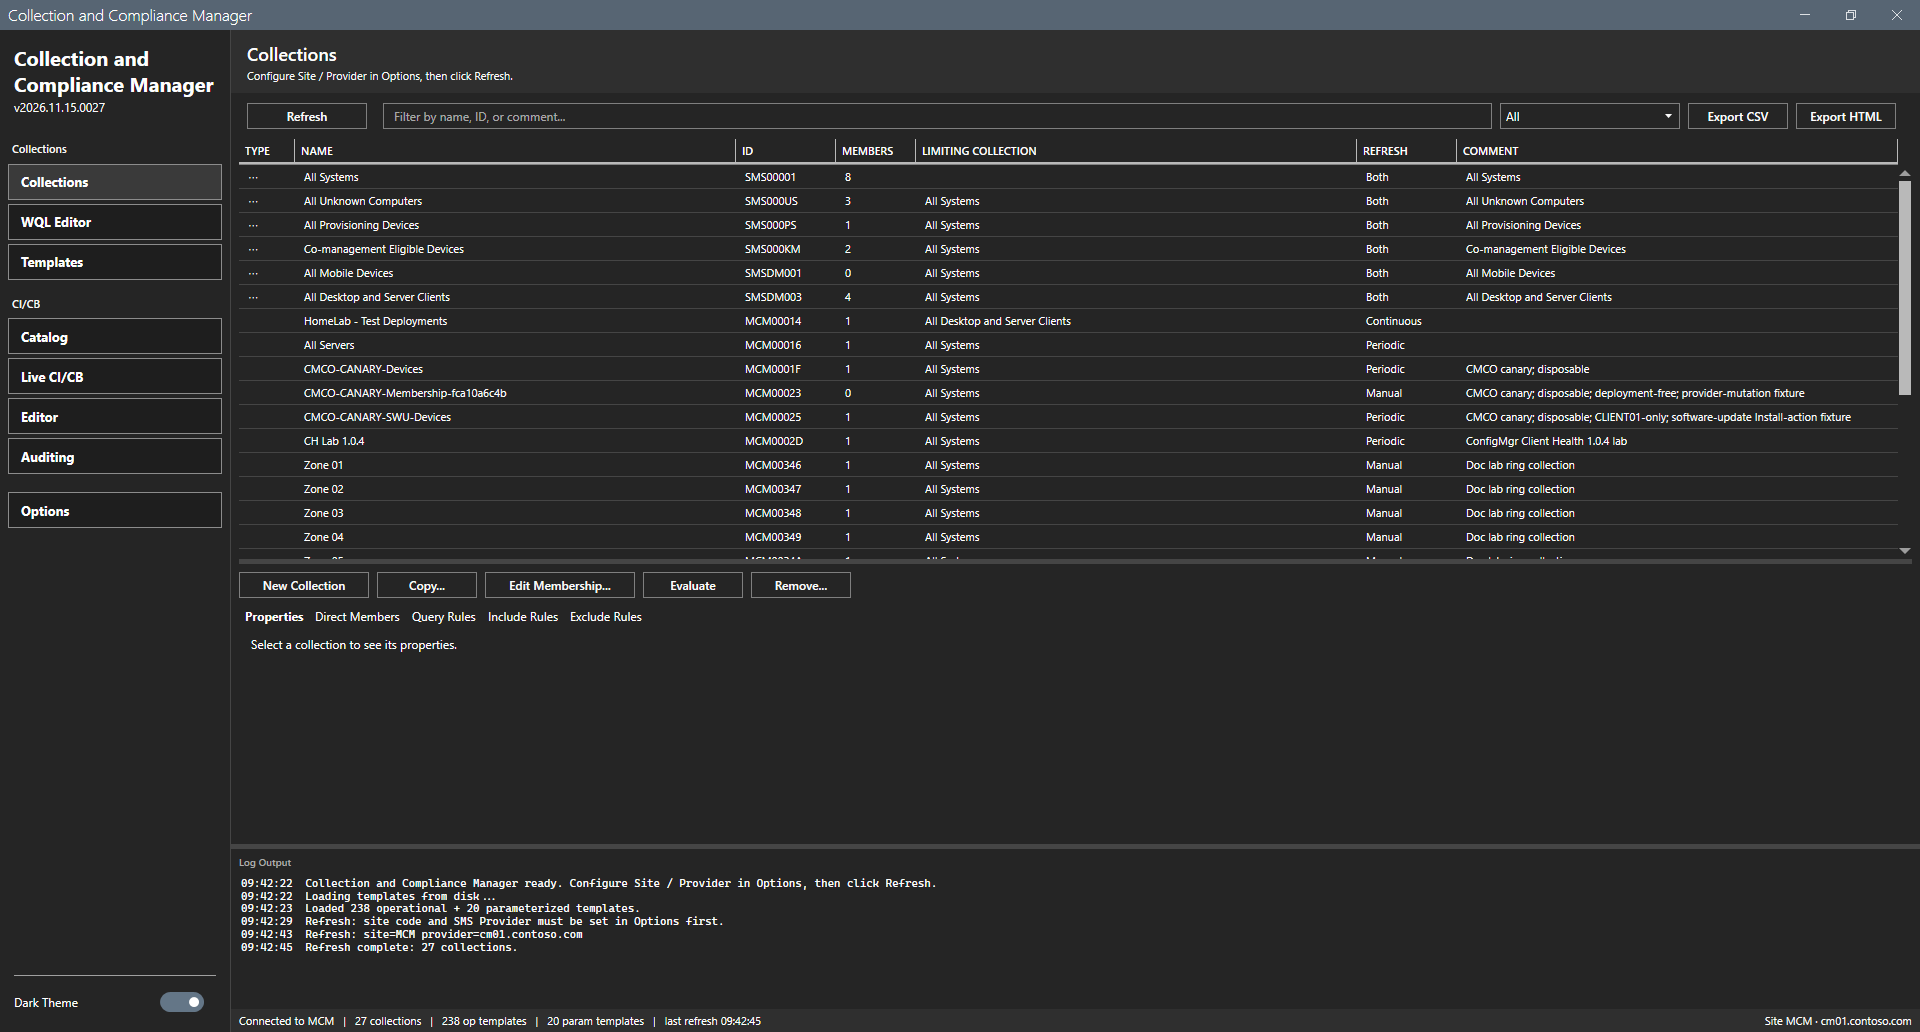 Collection and Compliance Manager
Collection and
Compliance Manager
v2026.11.15.0027
Collections
Collections
WQL Editor
Templates
CI/CB
Catalog
Live CI/CB
Editor
Auditing
Options
Dark Theme
Collections
Configure Site / Provider in Options, then click Refresh.
Refresh Filter by name, ID, or comment... All Export CSV Export HTML
TYPE NAME ID MEMBERS LIMITING COLLECTION REFRESH COMMENT
... All Systems SMS00001 8 Both All Systems
... All Unknown Computers SMS000US 3 All Systems Both All Unknown Computers
... All Provisioning Devices SMS000PS 1 All Systems Both All Provisioning Devices
... Co-management Eligible Devices SMS000KM 2 All Systems Both Co-management Eligible Devices
... All Mobile Devices SMSDM001 0 All Systems Both All Mobile Devices
... All Desktop and Server Clients SMSDM003 4 All Systems Both All Desktop and Server Clients
HomeLab - Test Deployments MCM00014 1 All Desktop and Server Clients Continuous
All Servers MCM00016 1 All Systems Periodic
CMCO-CANARY-Devices MCM0001F 1 All Systems Periodic CMCO canary; disposable
CMCO-CANARY-Membership-fca10a6c4b MCM00023 0 All Systems Manual CMCO canary; disposable; deployment-free; provider-mutation fixture
CMCO-CANARY-SWU-Devices MCM00025 1 All Systems Periodic CMCO canary; disposable; CLIENT01-only; software-update Install-action fixture
CH Lab 1.0.4 MCM0002D 1 All Systems Periodic ConfigMgr Client Health 1.0.4 lab
Zone 01 MCM00346 1 All Systems Manual Doc lab ring collection
Zone 02 MCM00347 1 All Systems Manual Doc lab ring collection
Zone 03 MCM00348 1 All Systems Manual Doc lab ring collection
Zone 04 MCM00349 1 All Systems Manual Doc lab ring collection
New Collection Copy... Edit Membership... Evaluate Remove...
Properties Direct Members Query Rules Include Rules Exclude Rules
Select a collection to see its properties.
Log Output
09:42:22 Collection and Compliance Manager ready. Configure Site / Provider in Options, then click Refresh.
09:42:22 Loading templates from disk...
09:42:23 Loaded 238 operational + 20 parameterized templates.
09:42:29 Refresh: site code and SMS Provider must be set in Options first.
09:42:43 Refresh: site=MCM provider=cm01.contoso.com
09:42:45 Refresh complete: 27 collections.
Connected to MCM | 27 collections | 238 op templates | 20 param templates | last refresh 09:42:45
Site MCM · cm01.contoso.com